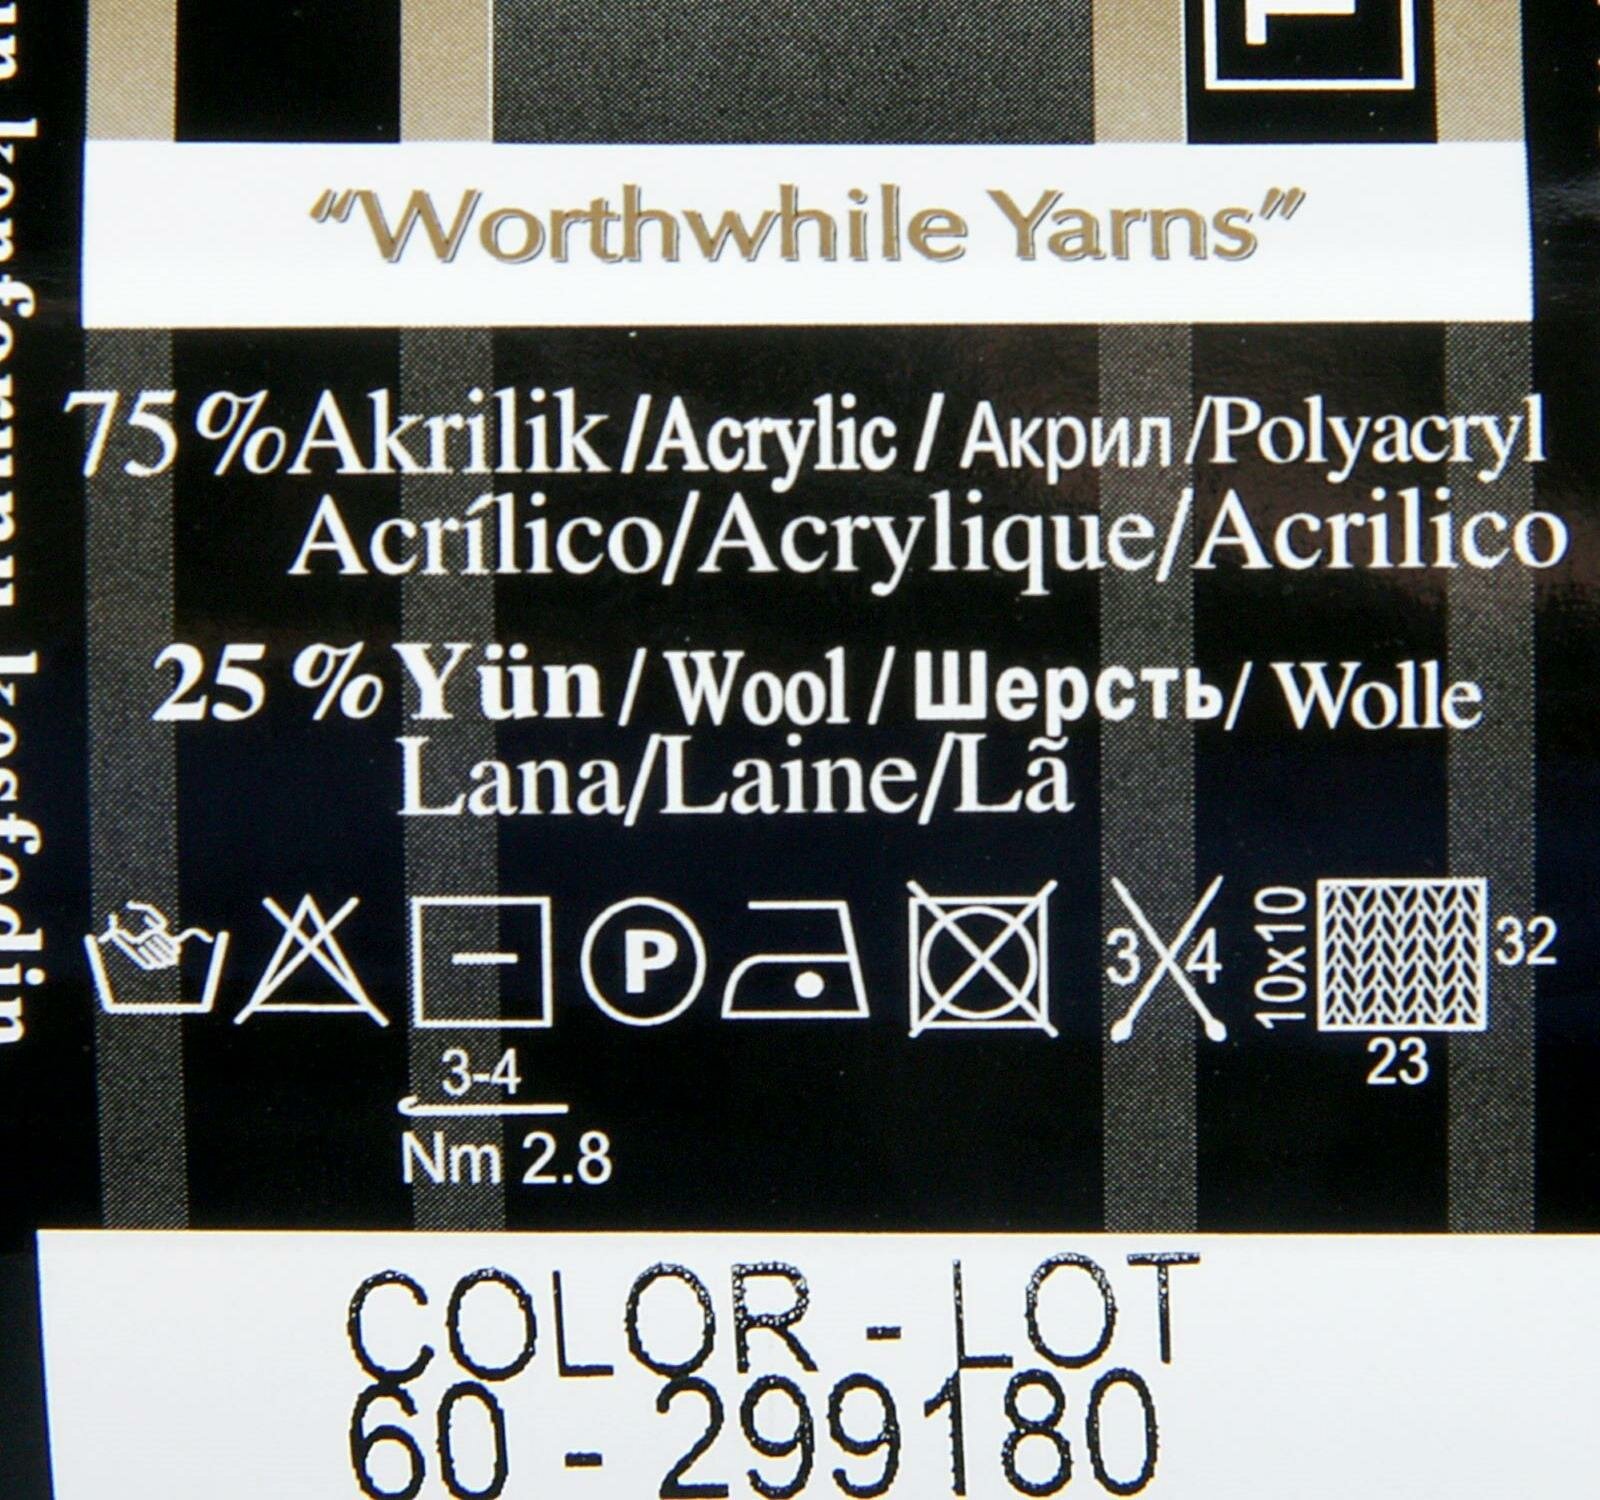 “Worthwhile Yarns”
75%Akrilik/Acrylic/Акрил/Polyacryl
Acrílico/Acrylique/Acrilico
25%Yün/Wool/Шерсть/Wolle
Lana/Laine/Lã
P
3 4
10x10
32
23
3-4
Nm 2.8
COLOR - LOT
60 - 299180